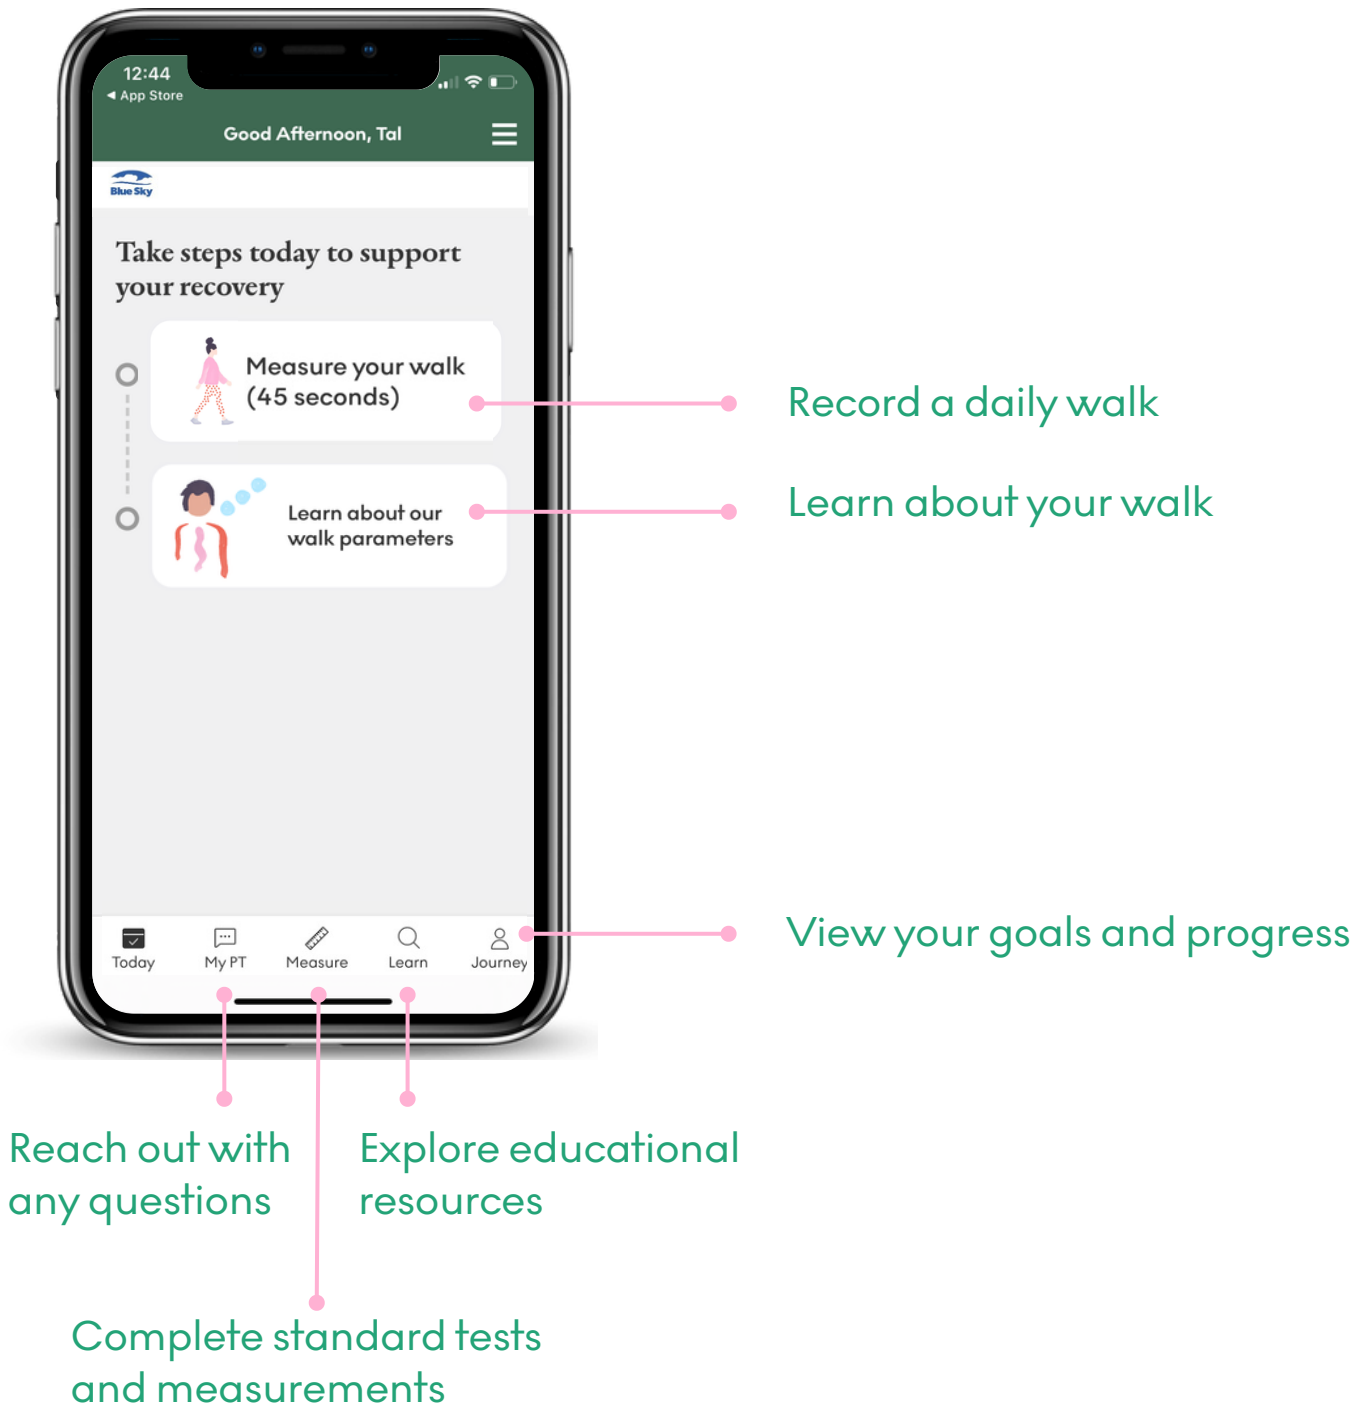 12:44
◀ App Store
Good Afternoon, Tal
Blue Sky
Take steps today to support
your recovery
Measure your walk
(45 seconds)
Record a daily walk
Learn about our
walk parameters
Learn about your walk
Today
My PT
Measure
Learn
Journey
View your goals and progress
Reach out with
any questions
Explore educational
resources
Complete standard tests
and measurements